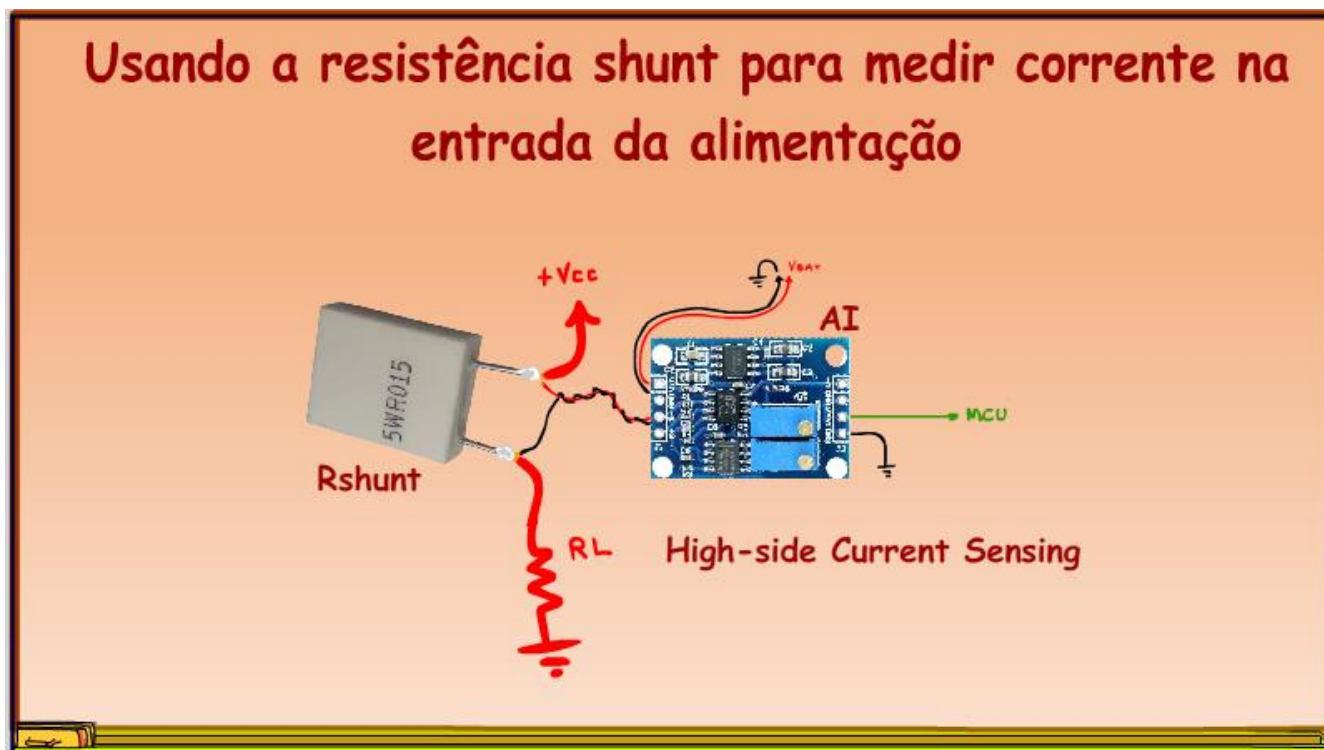 Usando a resistência shunt para medir corrente na
entrada da alimentação
+Vcc
VBAT
AI
5WR015
MCU
Rshunt
RL
High-side Current Sensing